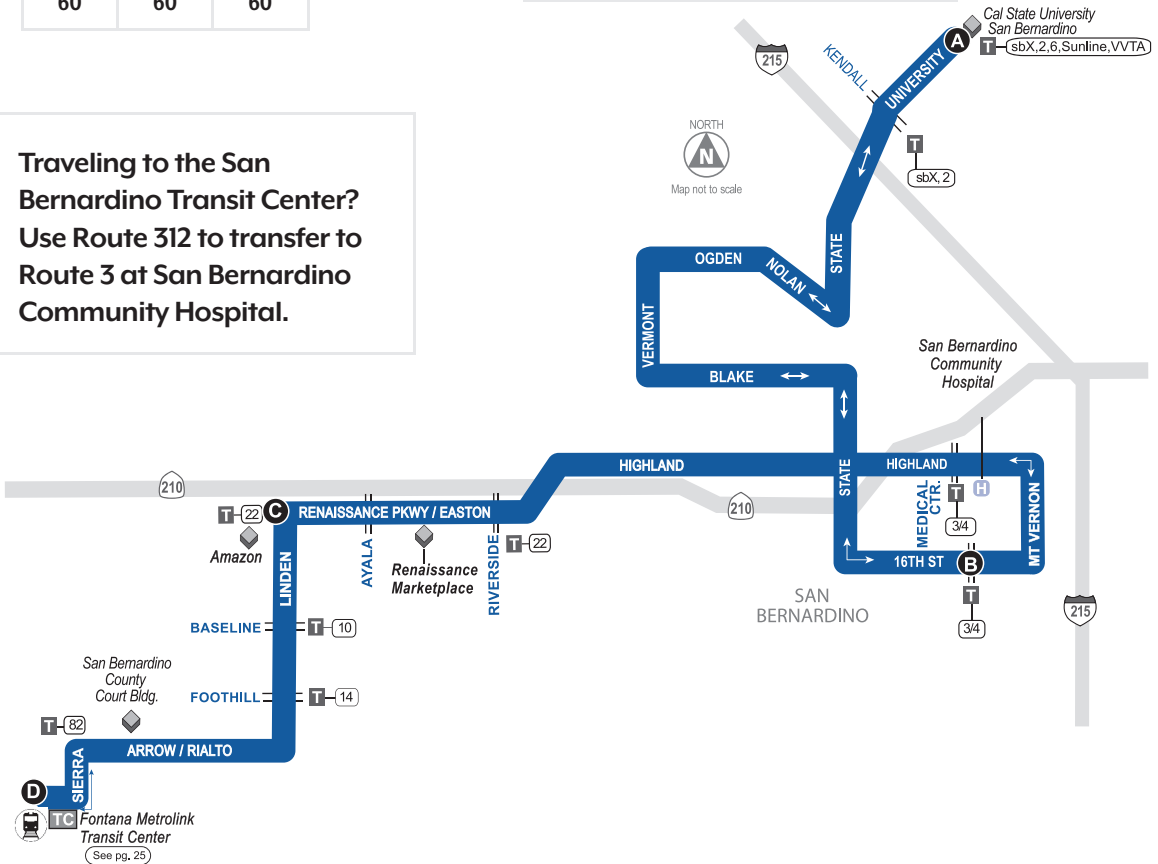 60 60 60
Traveling to the San
Bernardino Transit Center?
Use Route 312 to transfer to
Route 3 at San Bernardino
Community Hospital.
Cal State University
San Bernardino
A
T
sbX,2,6,Sunline,VVTA
215
KENDALL
UNIVERSITY
NORTH
N
Map not to scale
T
sbX, 2
STATE
OGDEN
NOLAN
VERMONT
BLAKE
San Bernardino
Community
Hospital
HIGHLAND
STATE
HIGHLAND
MEDICAL
CTR.
T
3/4
H
MT VERNON
210
210
C
T
22
RENAISSANCE PKWY / EASTON
Amazon
AYALA
Renaissance
Marketplace
RIVERSIDE
T
22
16TH ST
B
T
3/4
SAN
BERNARDINO
215
LINDEN
BASELINE
T
10
San Bernardino
County
Court Bldg.
FOOTHILL
T
14
T
82
ARROW / RIALTO
SIERRA
D
TC
Fontana Metrolink
Transit Center
See pg. 25